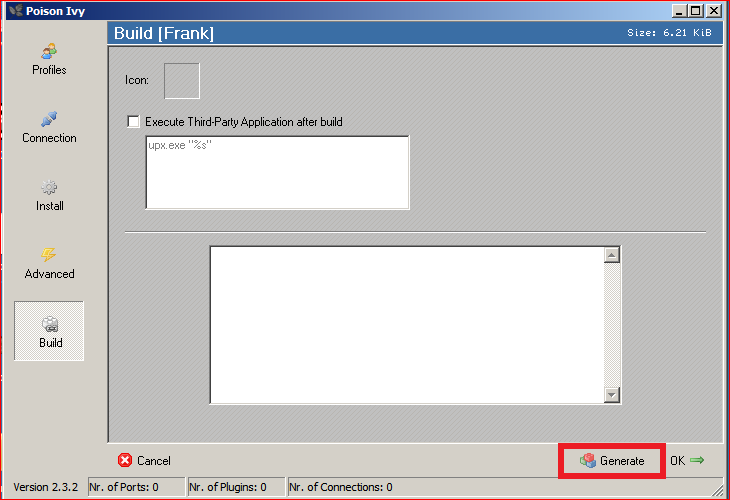 Poison Ivy
Build [Frank]
Size: 6.21 KiB
Profiles
Connection
Install
Advanced
Build
Icon:
Execute Third-Party Application after build
upx.exe "%s"
Cancel
Generate
OK
Version 2.3.2
Nr. of Ports: 0
Nr. of Plugins: 0
Nr. of Connections: 0